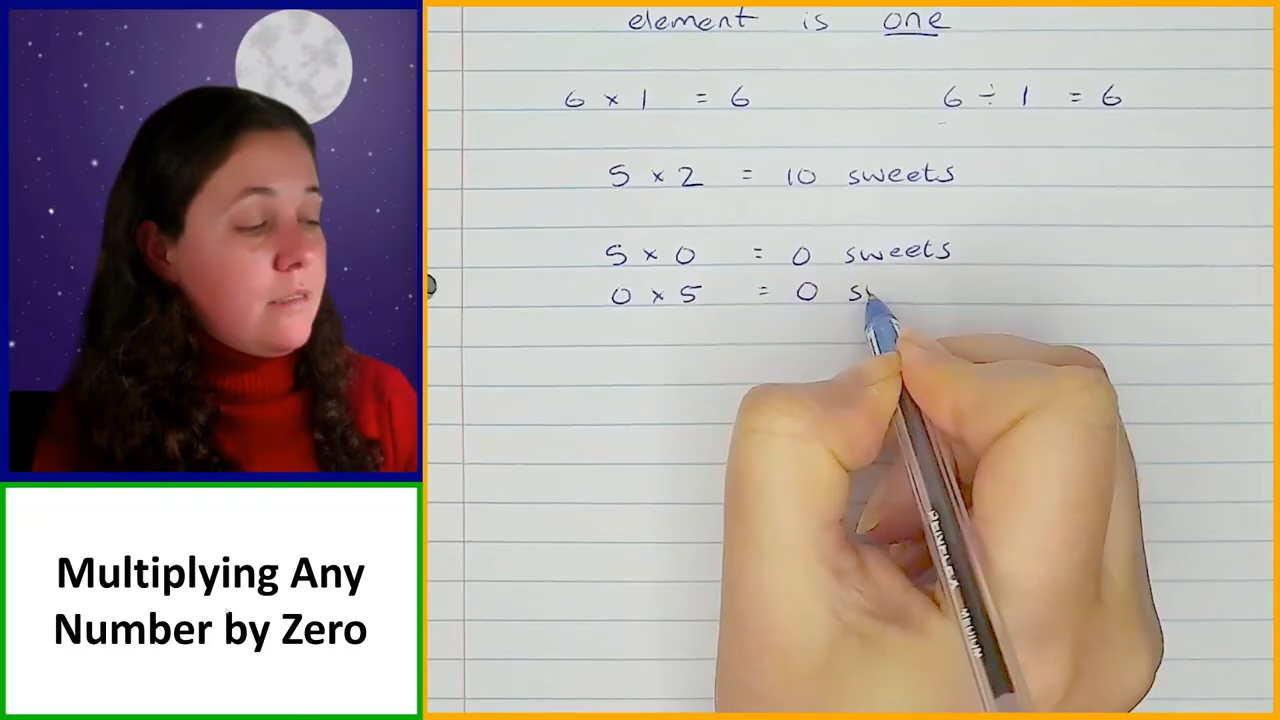 element is one
6 × 1 = 6 6 ÷ 1 = 6
5 × 2 = 10 sweets
5 × 0 = 0 sweets
0 × 5 = 0 s
Multiplying Any
Number by Zero
MEDIUM